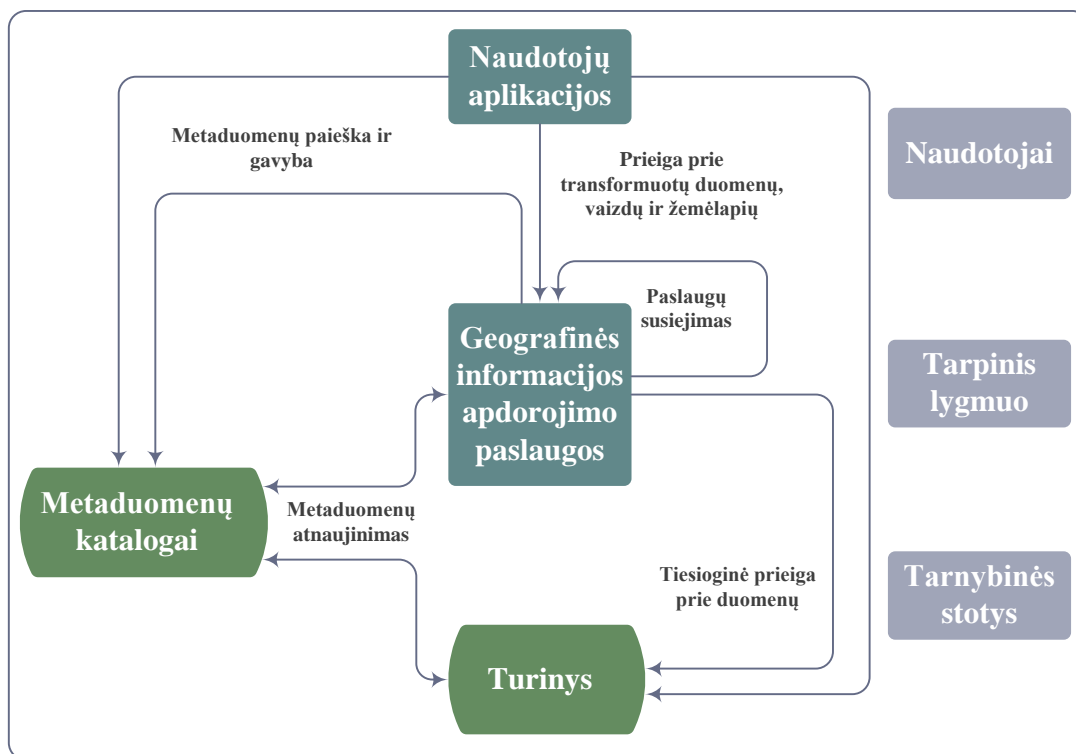 Naudotojų
aplikacijos
Metaduomenų paieška ir
gavyba
Prieiga prie
transformuotų duomenų,
vaizdų ir žemėlapių
Naudotojai
Paslaugų
susiejimas
Geografinės
informacijos
apdorojimo
paslaugos
Tarpinis
lygmuo
Metaduomenų
katalogai
Metaduomenų
atnaujinimas
Tiesioginė prieiga
prie duomenų
Tarnybinės
stotys
Turinys